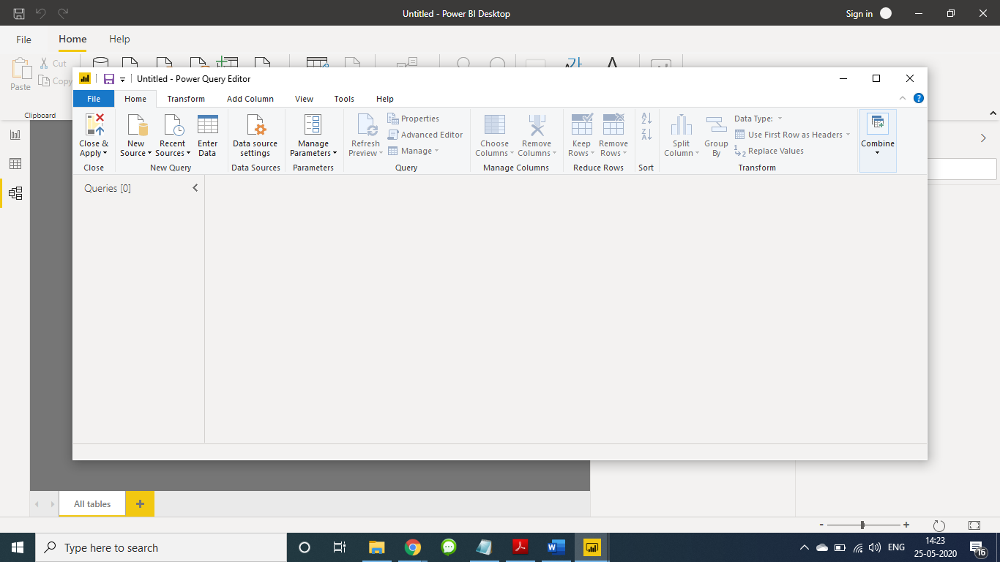 Untitled - Power BI Desktop
Sign in
File Home Help
Cut
Copy
Paste
Clipboard
Untitled - Power Query Editor
File Home Transform Add Column View Tools Help
Close & Apply
Close
New Source
Recent Sources
Enter Data
New Query
Data source settings
Data Sources
Manage Parameters
Parameters
Refresh Preview
Properties
Advanced Editor
Manage
Query
Choose Columns
Remove Columns
Manage Columns
Keep Rows
Remove Rows
Reduce Rows
Sort
Split Column
Group By
Data Type:
Use First Row as Headers
Replace Values
Transform
Combine
Queries [0]
All tables
Type here to search
ENG
14:23
25-05-2020
16